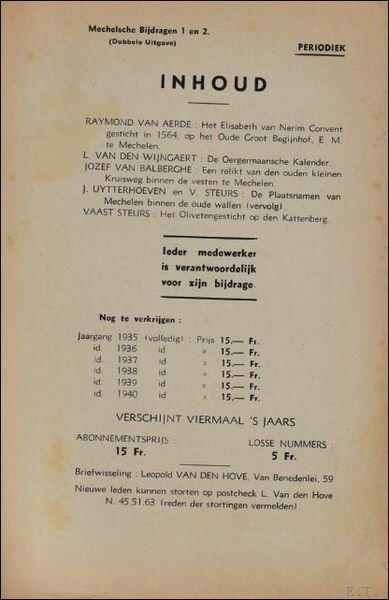 Mechelsche Bijdragen 1 en 2.
(Dubbele Uitgave)
PERIODIEK
INHOUD
RAYMOND VAN AERDE : Het Elisabeth van Nerim Convent
gesticht in 1564, op het Oude Groot Begijnhof, E. M.
te Mechelen.
L. VAN DEN WIJNGAERT : De Oergermaansche Kalender.
JOZEF VAN BALBERGHE : Een relikt van den ouden kleinen
Kruisweg binnen de vesten te Mechelen.
J. UYTTERHOEVEN en V. STEURS : De Plaatsnamen van
Mechelen binnen de oude wallen (vervolg).
VAAST STEURS : Het Olivetengesticht op den Kattenberg.
Ieder medewerker
is verantwoordelijk
voor zijn bijdrage.
Nog te verkrijgen :
Jaargang 1935 (volledig) : Prijs 15.— Fr.
id. 1936 id » 15.— Fr.
id. 1937 id » 15.— Fr.
id. 1938 id » 15.— Fr.
id. 1939 id » 15.— Fr.
id. 1940 id » 15.— Fr.
VERSCHIJNT VIERMAAL 'S JAARS
ABONNEMENTSPRIJS : LOSSE NUMMERS :
15 Fr. 5 Fr.
Briefwisseling : Leopold VAN DEN HOVE, Van Benedenlei, 59
Nieuwe leden kunnen storten op postcheck L. Van den Hove
N. 45.51.63 (reden der stortingen vermelden).
E.T.